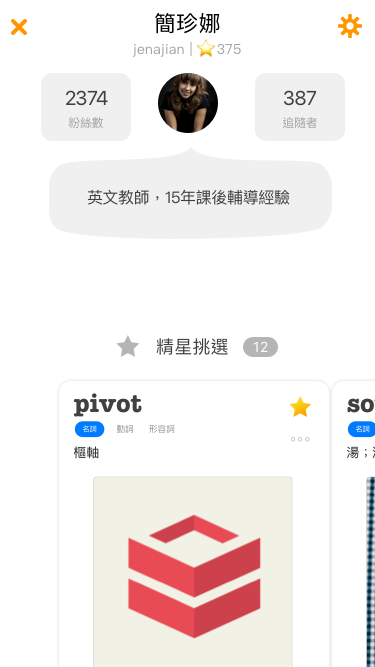 簡珍娜
jenajian | ⭐375
2374
粉絲數
387
追隨者
英文教師，15年課後輔導經驗
精星挑選 12
pivot
名詞 動詞 形容詞
樞軸
so
名詞
湯；